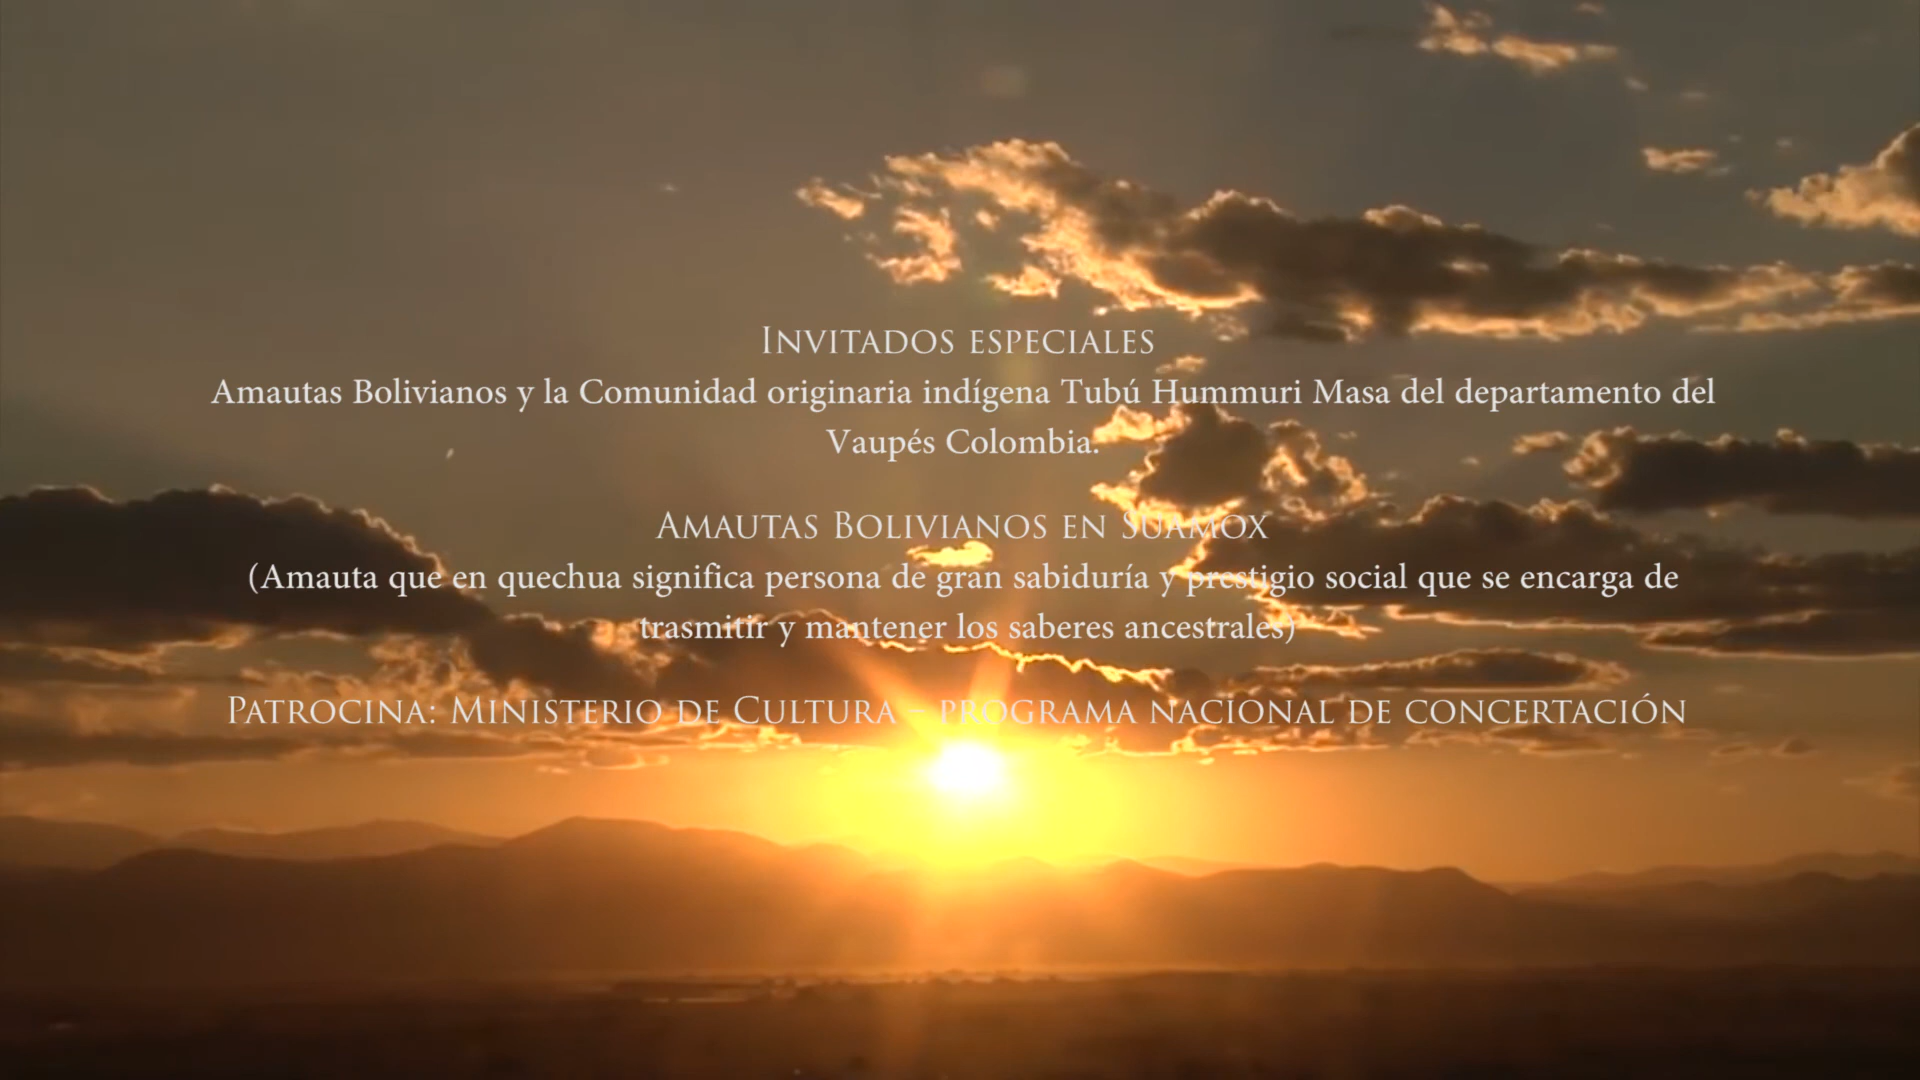 Invitados especiales
Amautas Bolivianos y la Comunidad originaria indígena Tubú Hummuri Masa del departamento del
Vaupés Colombia.
Amautas Bolivianos en Suamox
(Amauta que en quechua significa persona de gran sabiduría y prestigio social que se encarga de
trasmitir y mantener los saberes ancestrales)
Patrocina: Ministerio de Cultura – programa nacional de concertación